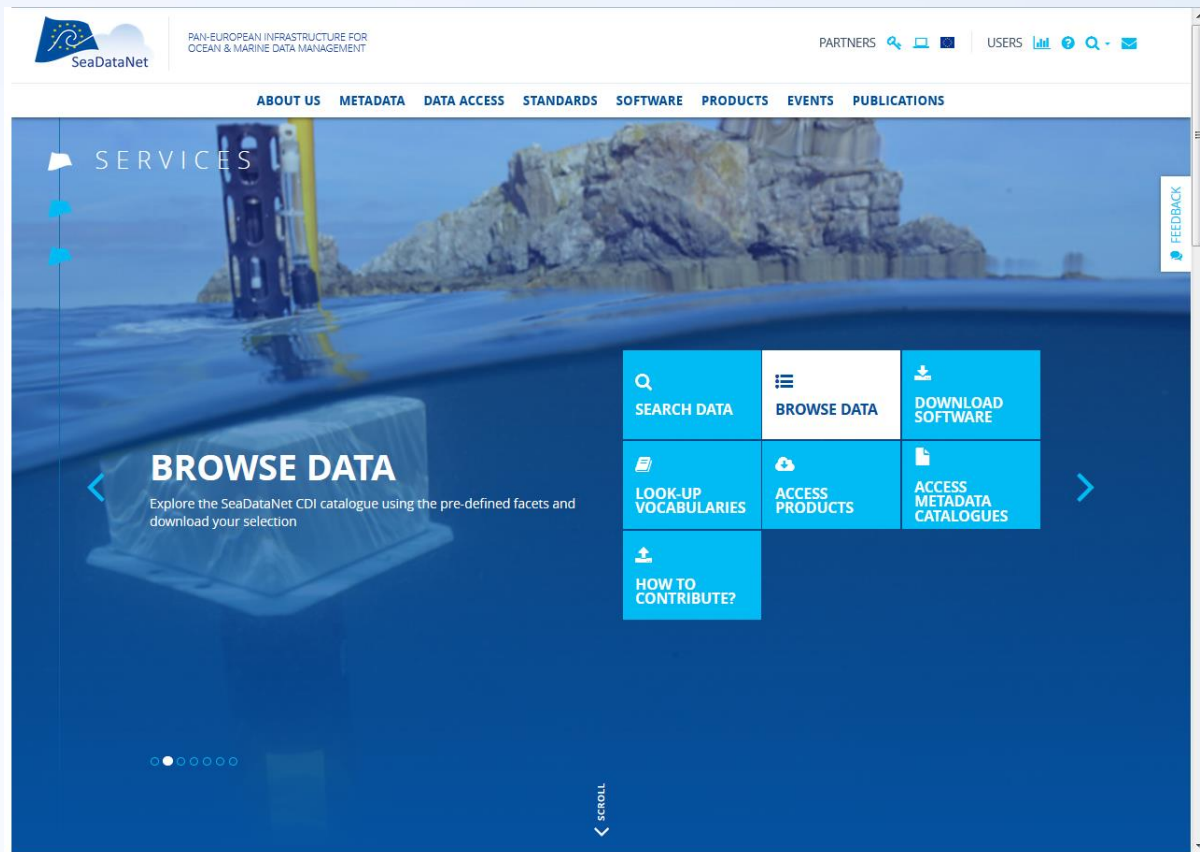 SeaDataNet
PAN-EUROPEAN INFRASTRUCTURE FOR
OCEAN & MARINE DATA MANAGEMENT
PARTNERS
USERS
ABOUT US METADATA DATA ACCESS STANDARDS SOFTWARE PRODUCTS EVENTS PUBLICATIONS
SERVICES
FEEDBACK
SEARCH DATA
BROWSE DATA
DOWNLOAD
SOFTWARE
LOOK-UP
VOCABULARIES
ACCESS
PRODUCTS
ACCESS
METADATA
CATALOGUES
HOW TO
CONTRIBUTE?
BROWSE DATA
Explore the SeaDataNet CDI catalogue using the pre-defined facets and
download your selection
SCROLL